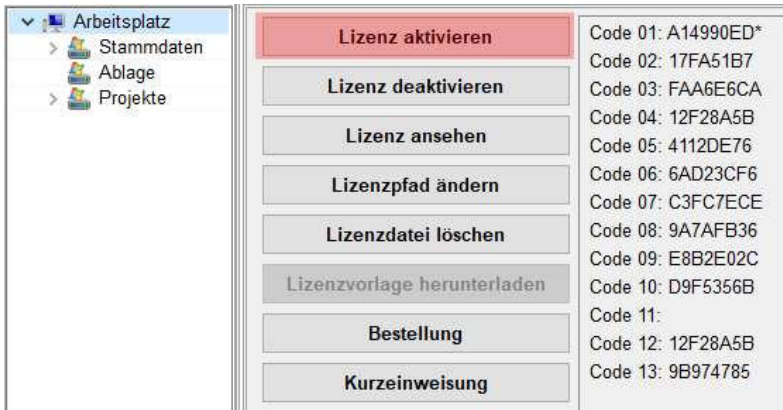 Arbeitsplatz
Stammdaten
Ablage
Projekte
Lizenz aktivieren
Lizenz deaktivieren
Lizenz ansehen
Lizenzpfad ändern
Lizenzdatei löschen
Lizenzvorlage herunterladen
Bestellung
Kurzeinweisung
Code 01: A14990ED*
Code 02: 17FA51B7
Code 03: FAA6E6CA
Code 04: 12F28A5B
Code 05: 4112DE76
Code 06: 6AD23CF6
Code 07: C3FC7ECE
Code 08: 9A7AFB36
Code 09: E8B2E02C
Code 10: D9F5356B
Code 11:
Code 12: 12F28A5B
Code 13: 9B974785